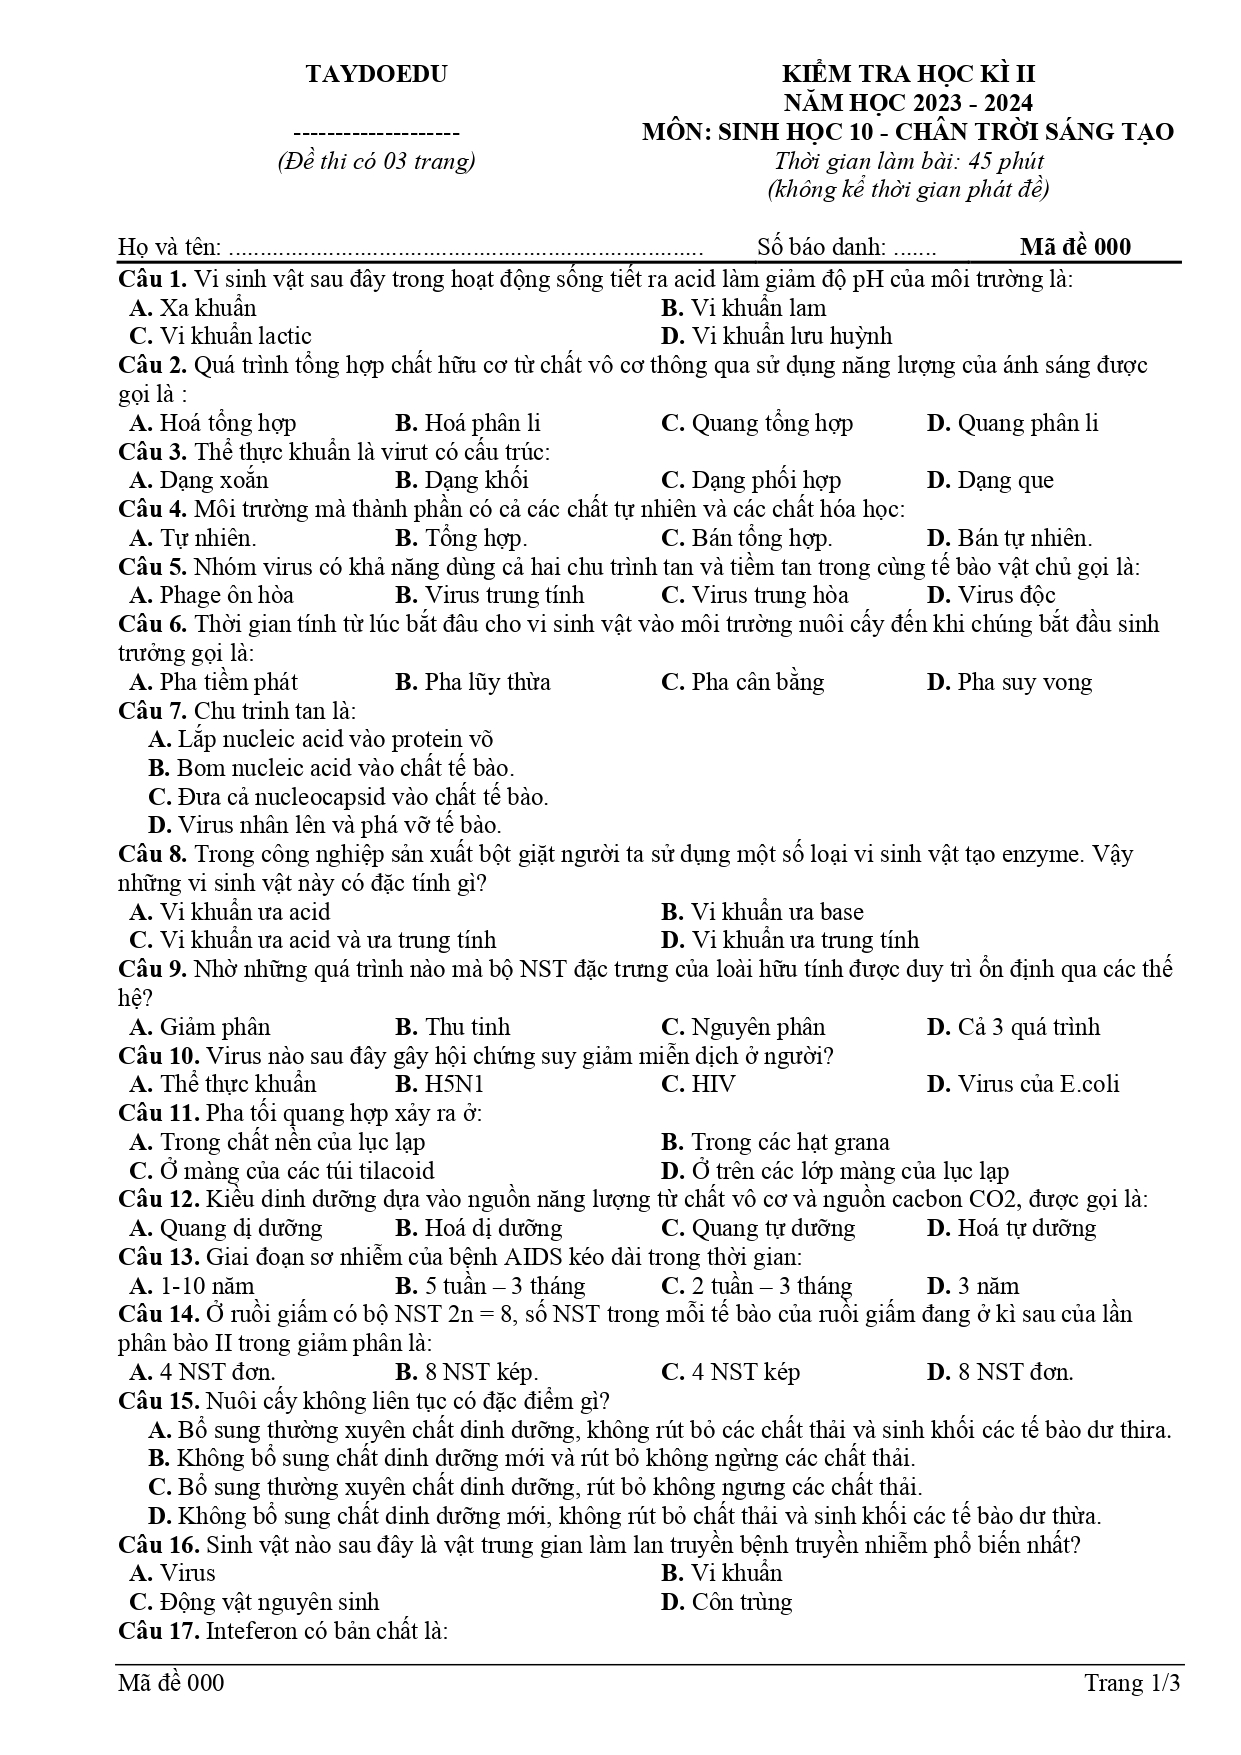 TAYDOEDU
--------------------
(Đề thi có 03 trang)
KIỂM TRA HỌC KÌ II
NĂM HỌC 2023 - 2024
MÔN: SINH HỌC 10 - CHÂN TRỜI SÁNG TẠO
Thời gian làm bài: 45 phút
(không kể thời gian phát đề)
Họ và tên: ............................................................................ Số báo danh: ....... Mã đề 000
Câu 1. Vi sinh vật sau đây trong hoạt động sống tiết ra acid làm giảm độ pH của môi trường là:
A. Xa khuẩn B. Vi khuẩn lam
C. Vi khuẩn lactic D. Vi khuẩn lưu huỳnh
Câu 2. Quá trình tổng hợp chất hữu cơ từ chất vô cơ thông qua sử dụng năng lượng của ánh sáng được
gọi là :
A. Hoá tổng hợp B. Hoá phân li C. Quang tổng hợp D. Quang phân li
Câu 3. Thể thực khuẩn là virut có cấu trúc:
A. Dạng xoắn B. Dạng khối C. Dạng phối hợp D. Dạng que
Câu 4. Môi trường mà thành phần có cả các chất tự nhiên và các chất hóa học:
A. Tự nhiên. B. Tổng hợp. C. Bán tổng hợp. D. Bán tự nhiên.
Câu 5. Nhóm virus có khả năng dùng cả hai chu trình tan và tiềm tan trong cùng tế bào vật chủ gọi là:
A. Phage ôn hòa B. Virus trung tính C. Virus trung hòa D. Virus độc
Câu 6. Thời gian tính từ lúc bắt đâu cho vi sinh vật vào môi trường nuôi cấy đến khi chúng bắt đầu sinh
trưởng gọi là:
A. Pha tiềm phát B. Pha lũy thừa C. Pha cân bằng D. Pha suy vong
Câu 7. Chu trinh tan là:
A. Lắp nucleic acid vào protein võ
B. Bom nucleic acid vào chất tế bào.
C. Đưa cả nucleocapsid vào chất tế bào.
D. Virus nhân lên và phá vỡ tế bào.
Câu 8. Trong công nghiệp sản xuất bột giặt người ta sử dụng một số loại vi sinh vật tạo enzyme. Vậy
những vi sinh vật này có đặc tính gì?
A. Vi khuẩn ưa acid B. Vi khuẩn ưa base
C. Vi khuẩn ưa acid và ưa trung tính D. Vi khuẩn ưa trung tính
Câu 9. Nhờ những quá trình nào mà bộ NST đặc trưng của loài hữu tính được duy trì ổn định qua các thế
hệ?
A. Giảm phân B. Thu tinh C. Nguyên phân D. Cả 3 quá trình
Câu 10. Virus nào sau đây gây hội chứng suy giảm miễn dịch ở người?
A. Thể thực khuẩn B. H5N1 C. HIV D. Virus của E.coli
Câu 11. Pha tối quang hợp xảy ra ở:
A. Trong chất nền của lục lạp B. Trong các hạt grana
C. Ở màng của các túi tilacoid D. Ở trên các lớp màng của lục lạp
Câu 12. Kiểu dinh dưỡng dựa vào nguồn năng lượng từ chất vô cơ và nguồn cacbon CO2, được gọi là:
A. Quang dị dưỡng B. Hoá dị dưỡng C. Quang tự dưỡng D. Hoá tự dưỡng
Câu 13. Giai đoạn sơ nhiễm của bệnh AIDS kéo dài trong thời gian:
A. 1-10 năm B. 5 tuần – 3 tháng C. 2 tuần – 3 tháng D. 3 năm
Câu 14. Ở ruồi giấm có bộ NST 2n = 8, số NST trong mỗi tế bào của ruồi giấm đang ở kì sau của lần
phân bào II trong giảm phân là:
A. 4 NST đơn. B. 8 NST kép. C. 4 NST kép D. 8 NST đơn.
Câu 15. Nuôi cấy không liên tục có đặc điểm gì?
A. Bổ sung thường xuyên chất dinh dưỡng, không rút bỏ các chất thải và sinh khối các tế bào dư thira.
B. Không bổ sung chất dinh dưỡng mới và rút bỏ không ngừng các chất thải.
C. Bổ sung thường xuyên chất dinh dưỡng, rút bỏ không ngưng các chất thải.
D. Không bổ sung chất dinh dưỡng mới, không rút bỏ chất thải và sinh khối các tế bào dư thừa.
Câu 16. Sinh vật nào sau đây là vật trung gian làm lan truyền bệnh truyền nhiễm phổ biến nhất?
A. Virus B. Vi khuẩn
C. Động vật nguyên sinh D. Côn trùng
Câu 17. Inteferon có bản chất là:
Mã đề 000 Trang 1/3